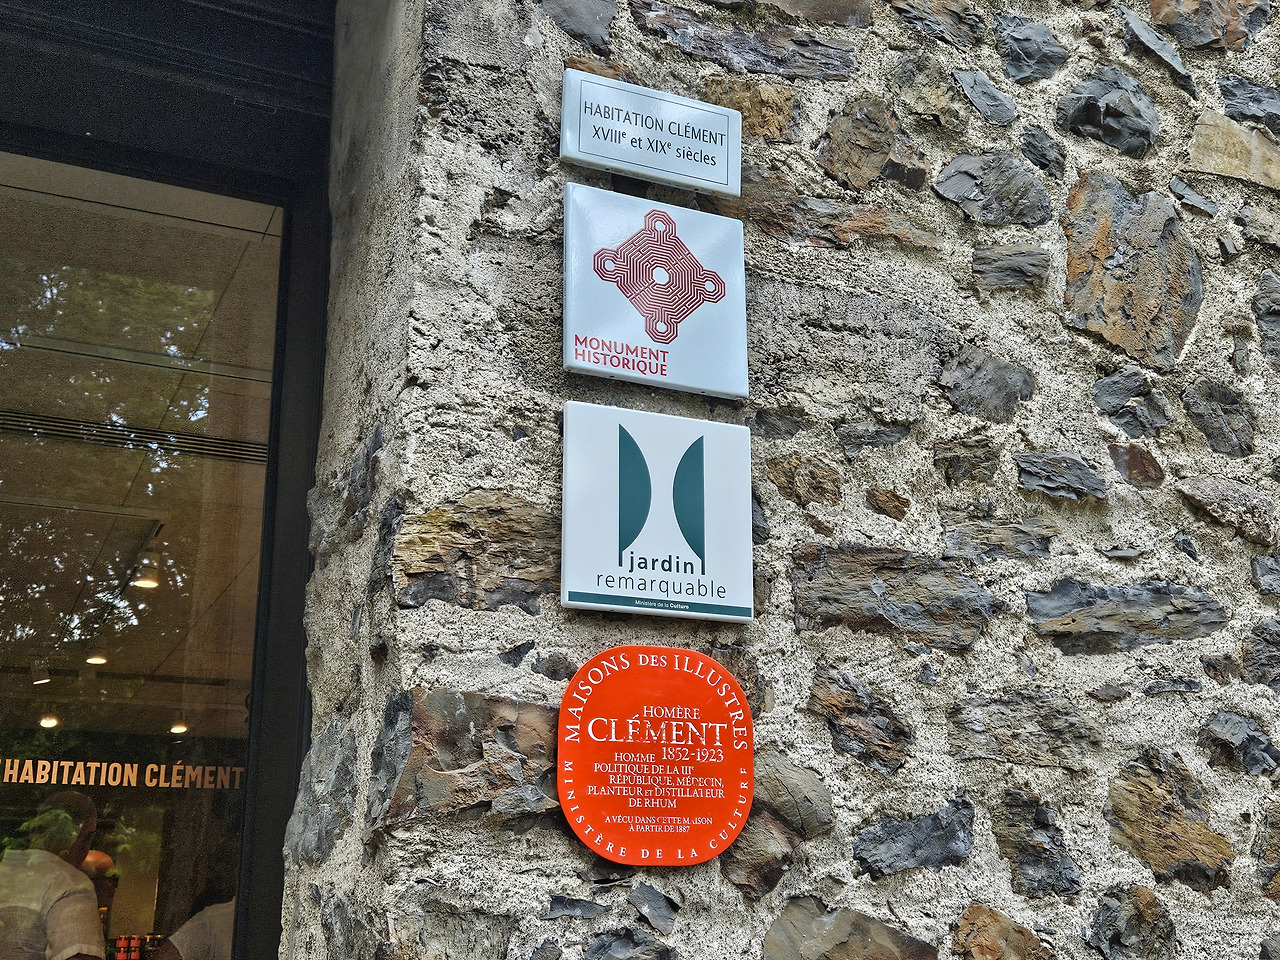 HABITATION CLÉMENT
XVIIIe et XIXe siècles
MONUMENT
HISTORIQUE
jardin
remarquable
Ministère de la Culture
MAISONS DES ILLUSTRES
HOMÈRE
CLÉMENT
1852-1923
HOMME
POLITIQUE DE LA IIIe
RÉPUBLIQUE, MÉDECIN,
PLANTEUR ET DISTILLATEUR
DE RHUM
A VÉCU DANS CETTE MAISON
À PARTIR DE 1887
MINISTÈRE DE LA CULTURE
HABITATION CLÉMENT